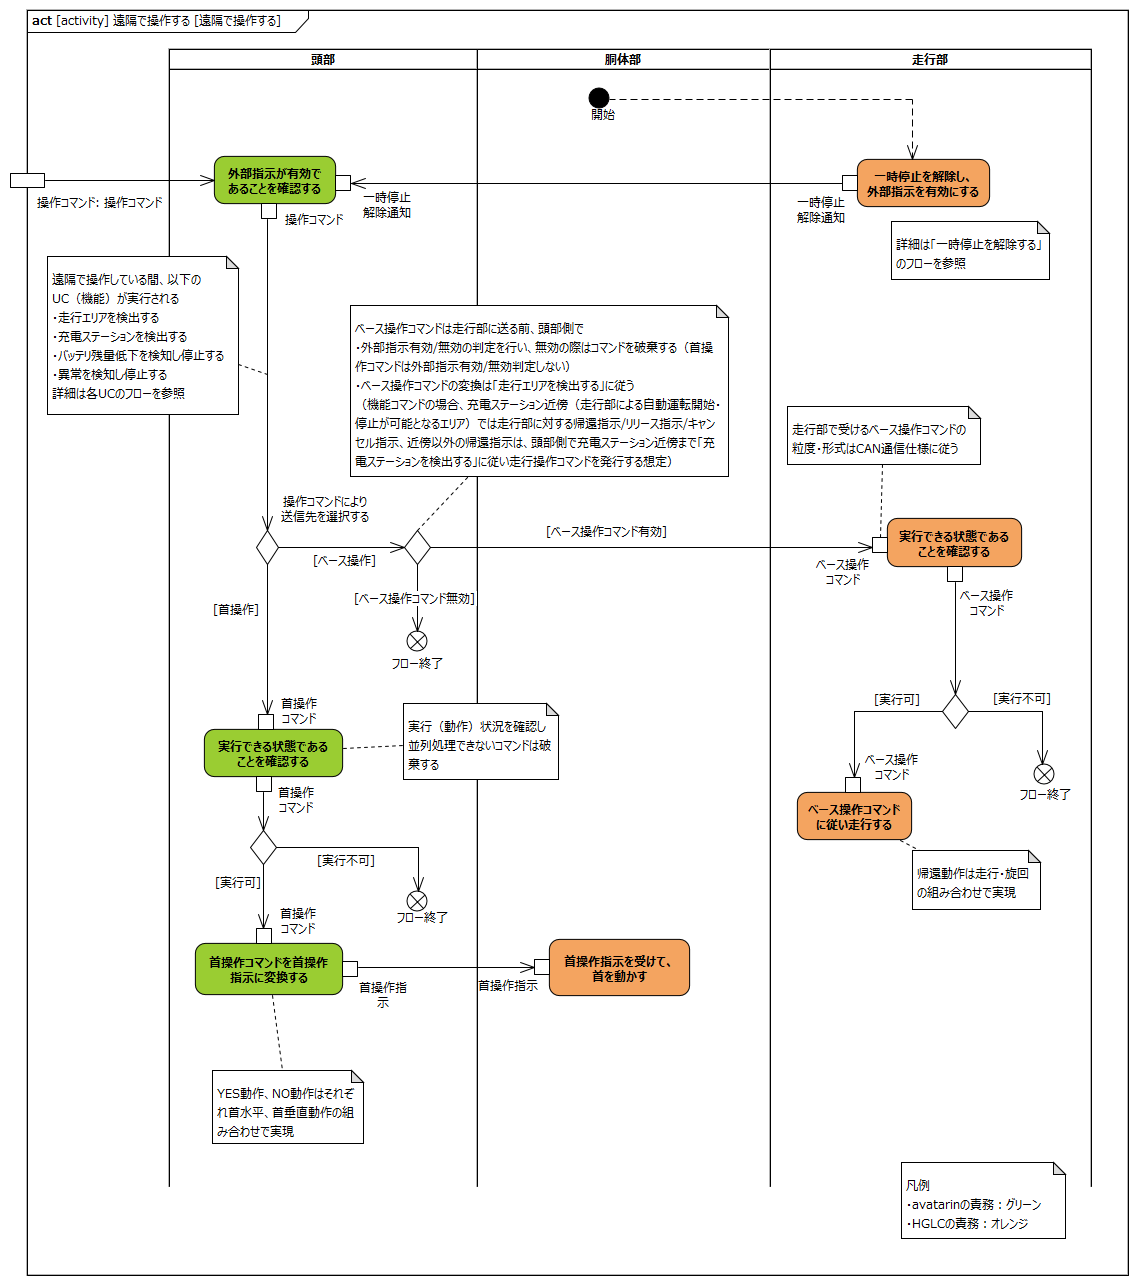 act [activity] 遠隔で操作する [遠隔で操作する]
頭部
胴体部
走行部
開始
外部指示が有効で
あることを確認する
一時停止を解除し、
外部指示を有効にする
操作コマンド: 操作コマンド
操作コマンド
一時停止
解除通知
一時停止
解除通知
詳細は「一時停止を解除する」
のフローを参照
遠隔で操作している間、以下の
UC（機能）が実行される
・走行エリアを検出する
・充電ステーションを検出する
・バッテリ残量低下を検知し停止する
・異常を検知し停止する
詳細は各UCのフローを参照
ベース操作コマンドは走行部に送る前、頭部側で
・外部指示有効/無効の判定を行い、無効の際はコマンドを破棄する（首操
作コマンドは外部指示有効/無効判定しない）
・ベース操作コマンドの変換は「走行エリアを検出する」に従う
（機能コマンドの場合、充電ステーション近傍（走行部による自動運転開始・
停止が可能となるエリア）では走行部に対する帰還指示/リリース指示/キャン
セル指示、近傍以外の帰還指示は、頭部側で充電ステーション近傍まで「充
電ステーションを検出する」に従い走行操作コマンドを発行する想定）
走行部で受けるベース操作コマンドの
粒度・形式はCAN通信仕様に従う
操作コマンドにより
送信先を選択する
[ベース操作]
[ベース操作コマンド有効]
ベース操作
コマンド
実行できる状態である
ことを確認する
ベース操作
コマンド
[ベース操作コマンド無効]
[首操作]
フロー終了
[実行可]
[実行不可]
首操作
コマンド
実行できる状態である
ことを確認する
実行（動作）状況を確認し
並列処理できないコマンドは破
棄する
ベース操作
コマンド
フロー終了
ベース操作コマンド
に従い走行する
首操作
コマンド
[実行不可]
[実行可]
帰還動作は走行・旋回
の組み合わせで実現
首操作
コマンド
フロー終了
首操作コマンドを首操作
指示に変換する
首操作指
示
首操作指示
首操作指示を受けて、
首を動かす
YES動作、NO動作はそれぞ
れ首水平、首垂直動作の組
み合わせで実現
凡例
・avatarinの責務：グリーン
・HGLCの責務：オレンジ